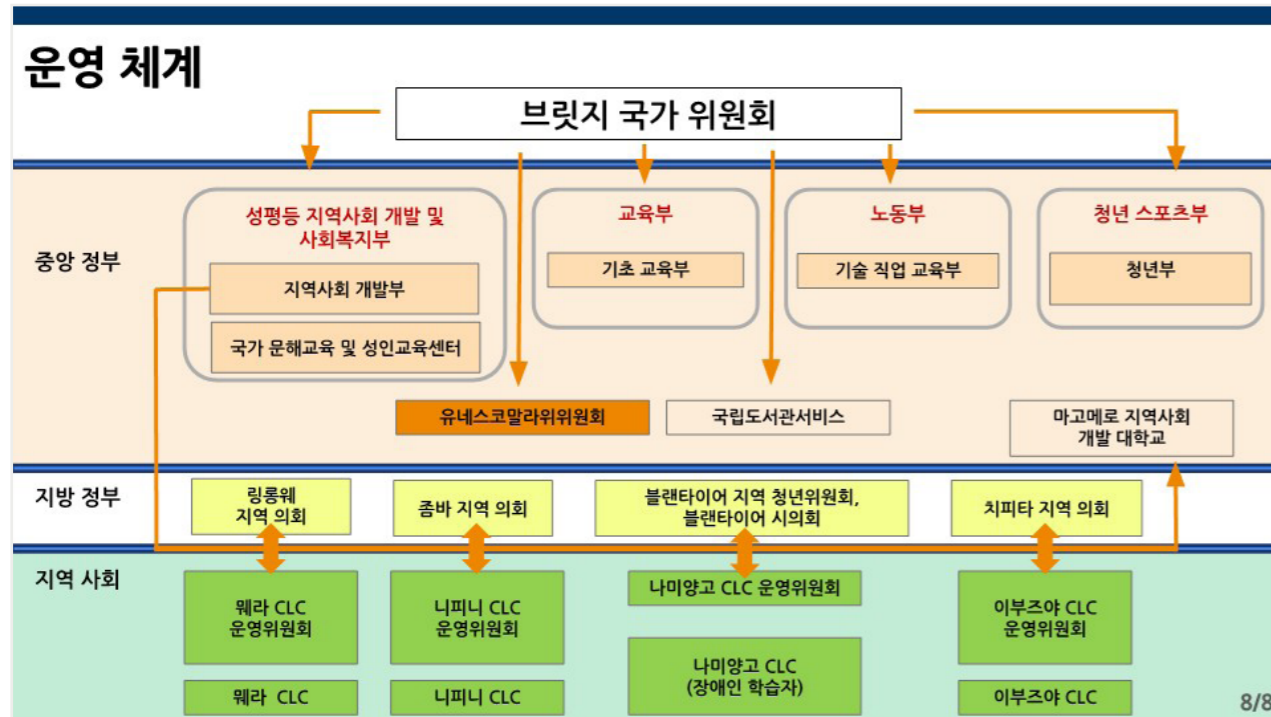 운영 체계
브릿지 국가 위원회
중앙 정부
성평등 지역사회 개발 및
사회복지부
지역사회 개발부
국가 문해교육 및 성인교육센터
교육부
기초 교육부
노동부
기술 직업 교육부
청년 스포츠부
청년부
유네스코말라위위원회
국립도서관서비스
마고메로 지역사회
개발 대학교
지방 정부
링롱웨
지역 의회
좀바 지역 의회
블랜타이어 지역 청년위원회,
블랜타이어 시의회
치피타 지역 의회
지역 사회
뭬라 CLC
운영위원회
니피니 CLC
운영위원회
나미양고 CLC 운영위원회
이부즈야 CLC
운영위원회
나미양고 CLC
(장애인 학습자)
뭬라 CLC
니피니 CLC
이부즈야 CLC
8/8